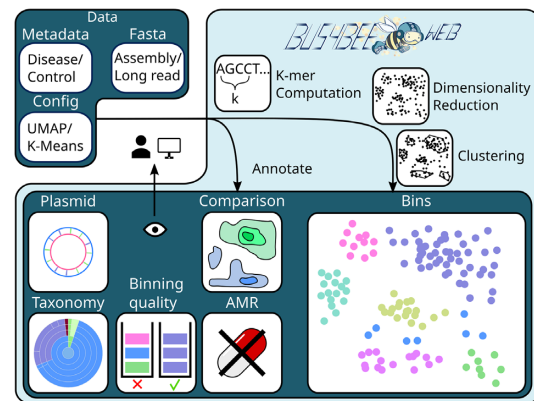 Data
Metadata
Fasta
Disease/
Control
Assembly/
Long read
Config
UMAP/
K-Means
BUSYBEE WEB
AGCCT...
k
K-mer
Computation
Dimensionality
Reduction
Clustering
Annotate
Plasmid
Comparison
Bins
Taxonomy
Binning
quality
AMR